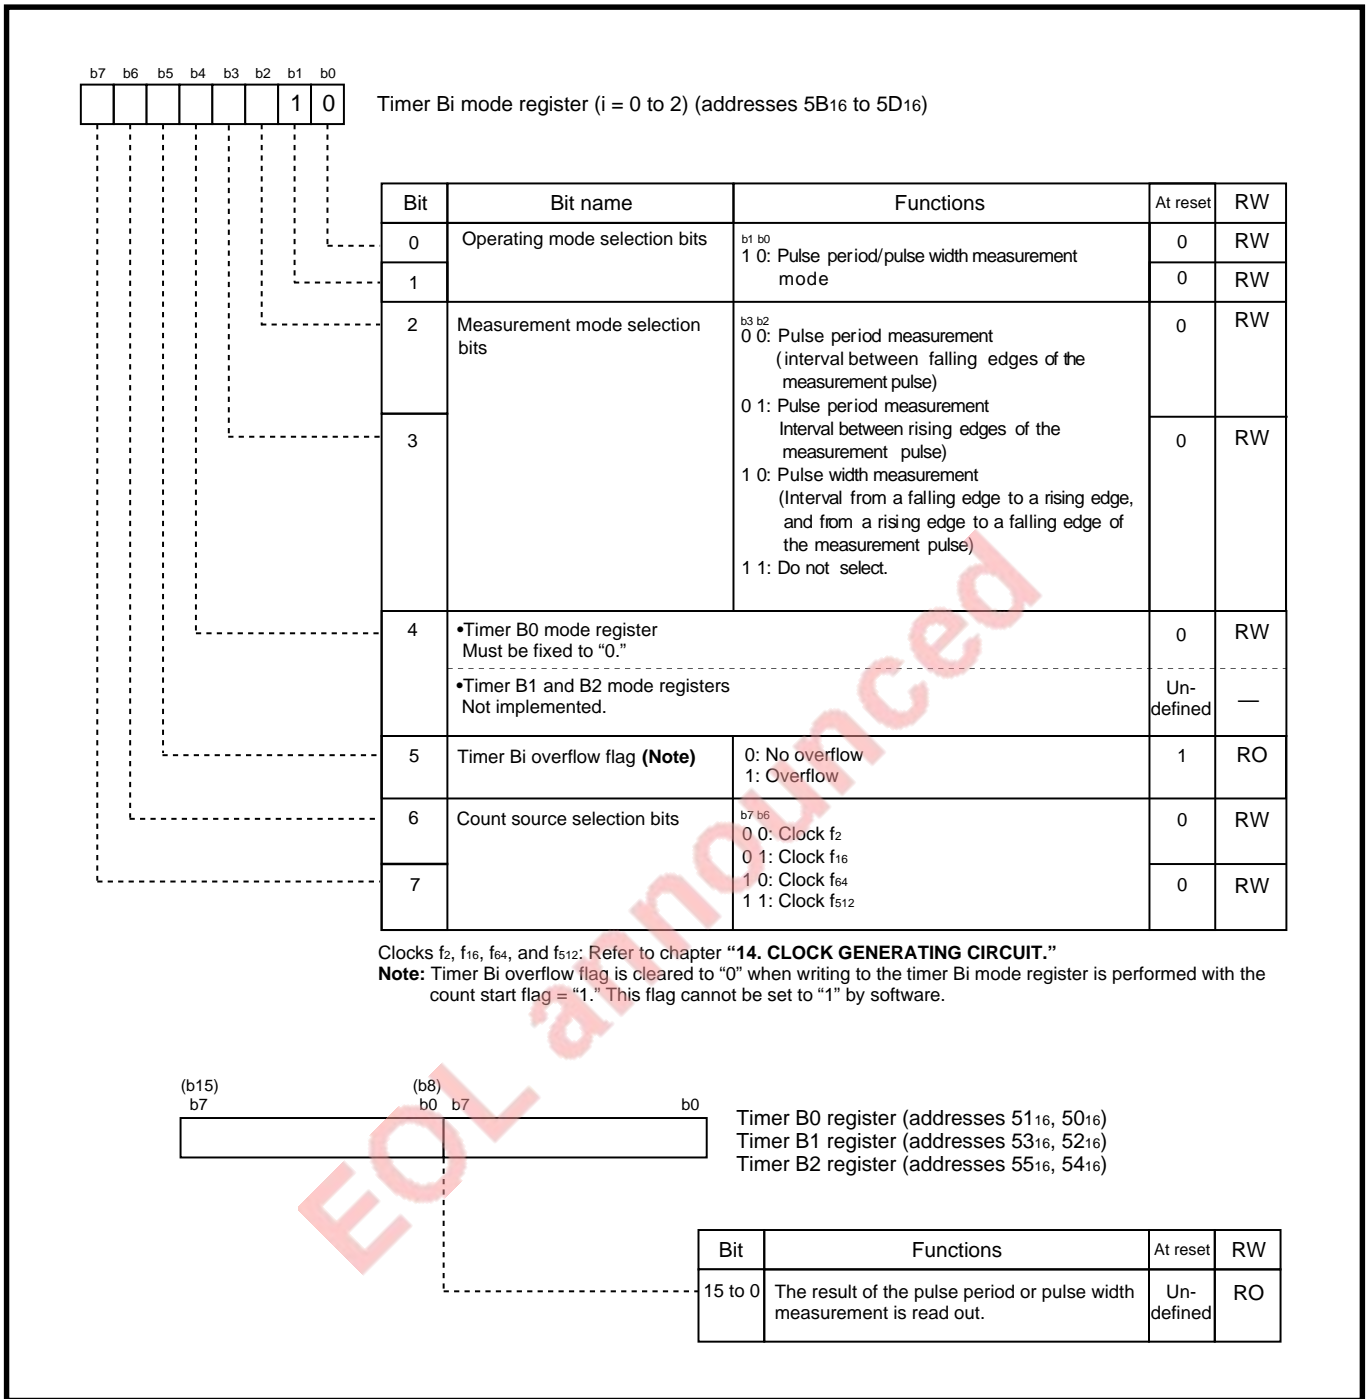 b7 b6 b5 b4 b3 b2 b1 b0
1 0 Timer Bi mode register (i = 0 to 2) (addresses 5B16 to 5D16)
Bit Bit name Functions At reset RW
0 Operating mode selection bits b1 b0 0 RW
1 0: Pulse period/pulse width measurement
1 mode 0 RW
2 Measurement mode selection b3 b2 0 RW
bits 0 0: Pulse period measurement
(interval between falling edges of the
measurement pulse)
0 1: Pulse period measurement
3 Interval between rising edges of the 0 RW
measurement pulse)
1 0: Pulse width measurement
(Interval from a falling edge to a rising edge,
and from a rising edge to a falling edge of
the measurement pulse)
1 1: Do not select.
4 •Timer B0 mode register 0 RW
Must be fixed to “0.”
•Timer B1 and B2 mode registers Un- —
Not implemented. defined
5 Timer Bi overflow flag (Note) 0: No overflow 1 RO
1: Overflow
6 Count source selection bits b7 b6 0 RW
0 0: Clock f2
0 1: Clock f16
7 1 0: Clock f64 0 RW
1 1: Clock f512
Clocks f2, f16, f64, and f512: Refer to chapter “14. CLOCK GENERATING CIRCUIT.”
Note: Timer Bi overflow flag is cleared to “0” when writing to the timer Bi mode register is performed with the
count start flag = “1.” This flag cannot be set to “1” by software.
EOL announced
(b15) (b8)
b7 b0 b7 b0
Timer B0 register (addresses 5116, 5016)
Timer B1 register (addresses 5316, 5216)
Timer B2 register (addresses 5516, 5416)
Bit Functions At reset RW
15 to 0 The result of the pulse period or pulse width Un- RO
measurement is read out. defined